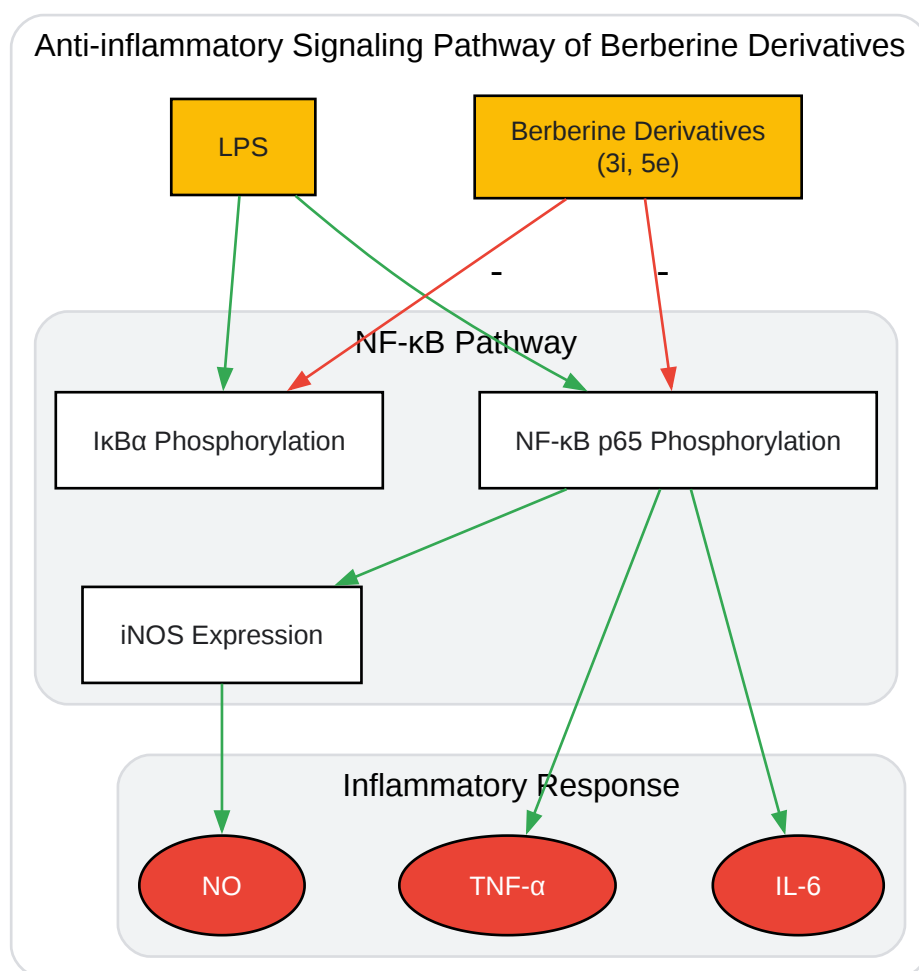 Anti-inflammatory Signaling Pathway of Berberine Derivatives
LPS
Berberine Derivatives
(3i, 5e)
-
-
NF-κB Pathway
IκBα Phosphorylation
NF-κB p65 Phosphorylation
iNOS Expression
Inflammatory Response
NO
TNF-α
IL-6